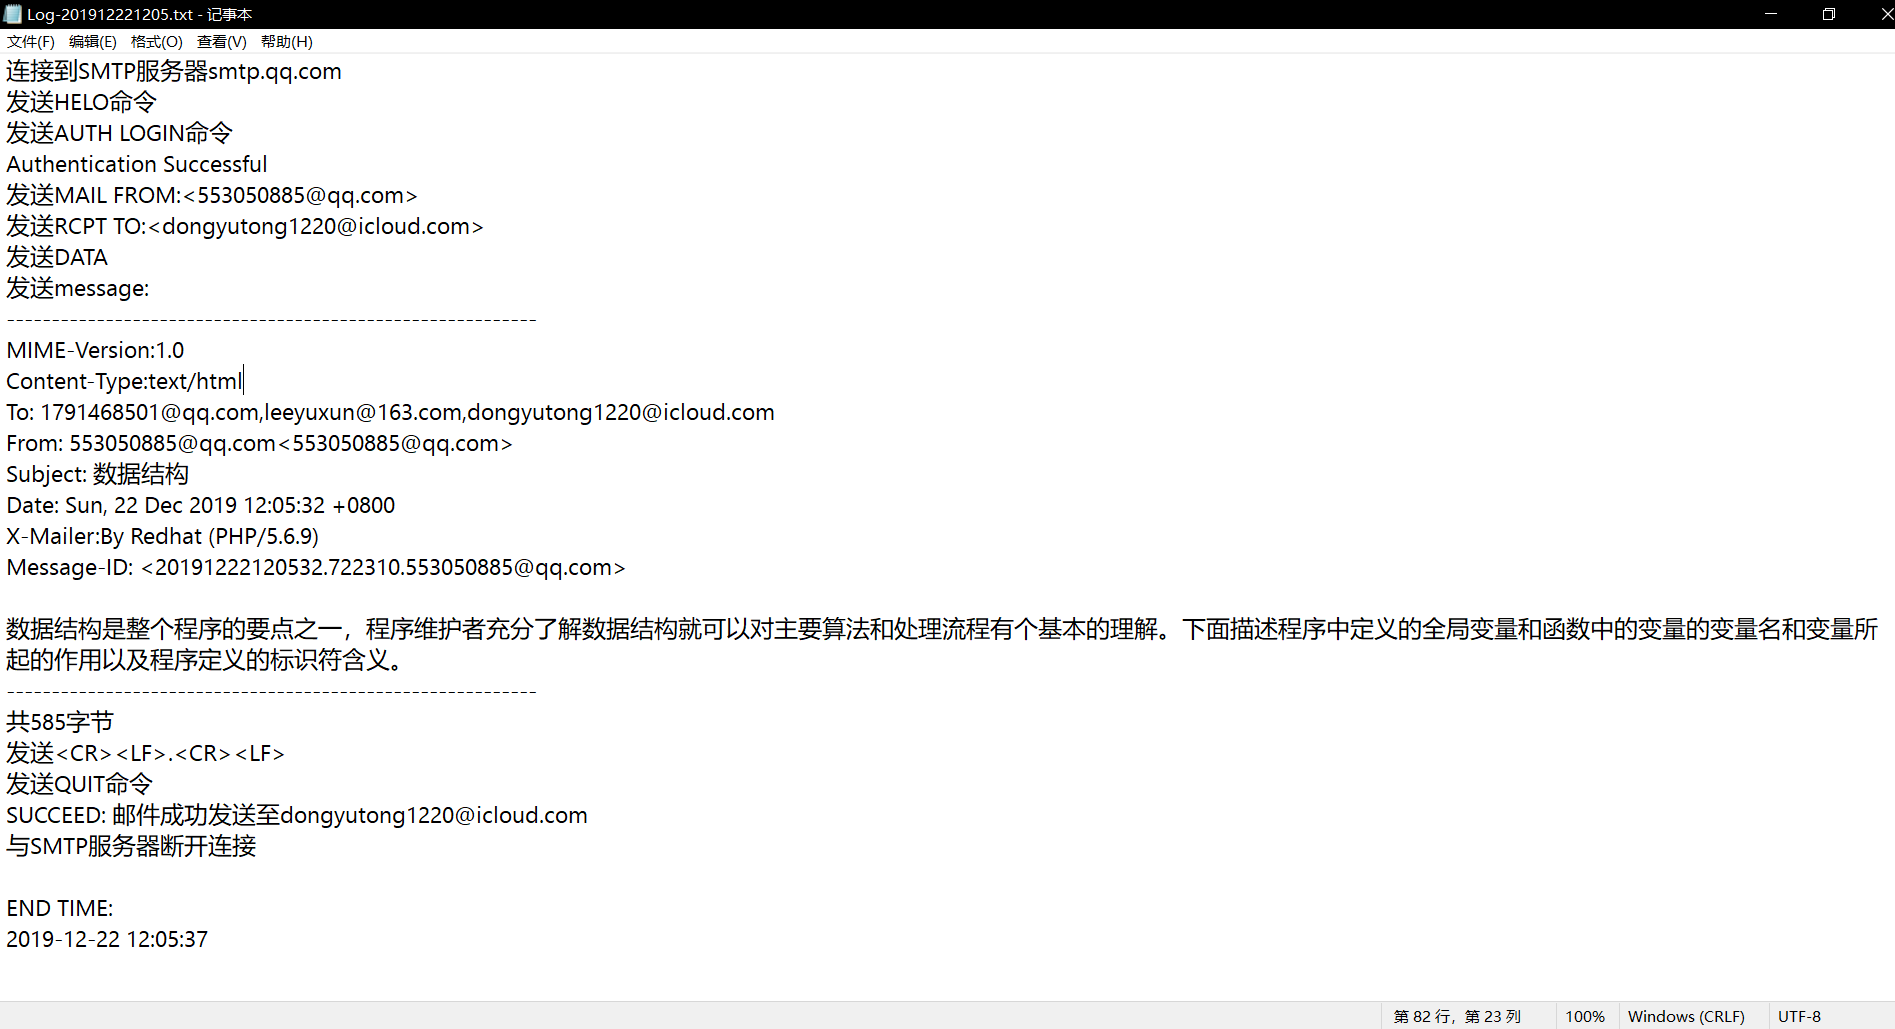 Log-201912221205.txt - 记事本
文件(F) 编辑(E) 格式(O) 查看(V) 帮助(H)
连接到SMTP服务器smtp.qq.com
发送HELO命令
发送AUTH LOGIN命令
Authentication Successful
发送MAIL FROM:<553050885@qq.com>
发送RCPT TO:<dongyutong1220@icloud.com>
发送DATA
发送message:
-----------------------------------------------------------
MIME-Version:1.0
Content-Type:text/html
To: 1791468501@qq.com,leeyuxun@163.com,dongyutong1220@icloud.com
From: 553050885@qq.com<553050885@qq.com>
Subject: 数据结构
Date: Sun, 22 Dec 2019 12:05:32 +0800
X-Mailer:By Redhat (PHP/5.6.9)
Message-ID: <20191222120532.722310.553050885@qq.com>
数据结构是整个程序的要点之一，程序维护者充分了解数据结构就可以对主要算法和处理流程有个基本的理解。下面描述程序中定义的全局变量和函数中的变量的变量名和变量所
起的作用以及程序定义的标识符含义。
-----------------------------------------------------------
共585字节
发送<CR><LF>.<CR><LF>
发送QUIT命令
SUCCEED: 邮件成功发送至dongyutong1220@icloud.com
与SMTP服务器断开连接
END TIME:
2019-12-22 12:05:37
第 82 行，第 23 列 100% Windows (CRLF) UTF-8